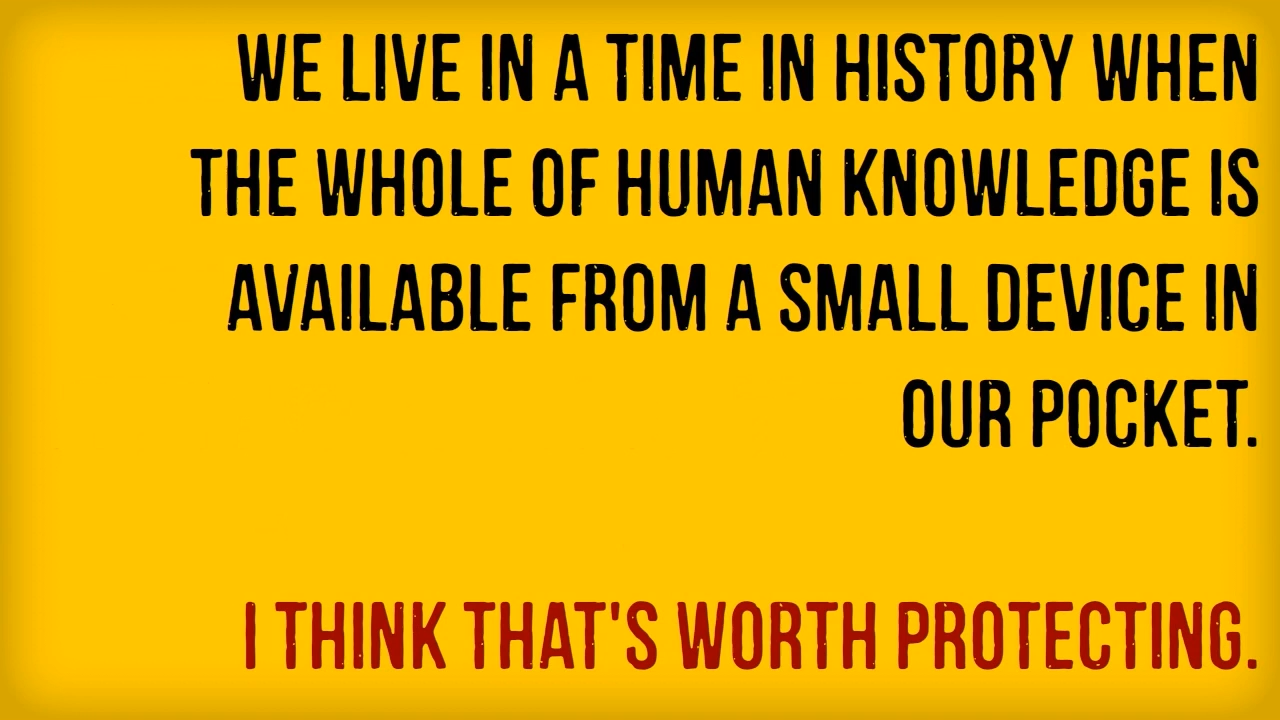 WE LIVE IN A TIME IN HISTORY WHEN
THE WHOLE OF HUMAN KNOWLEDGE IS
AVAILABLE FROM A SMALL DEVICE IN
OUR POCKET.
I THINK THAT'S WORTH PROTECTING.